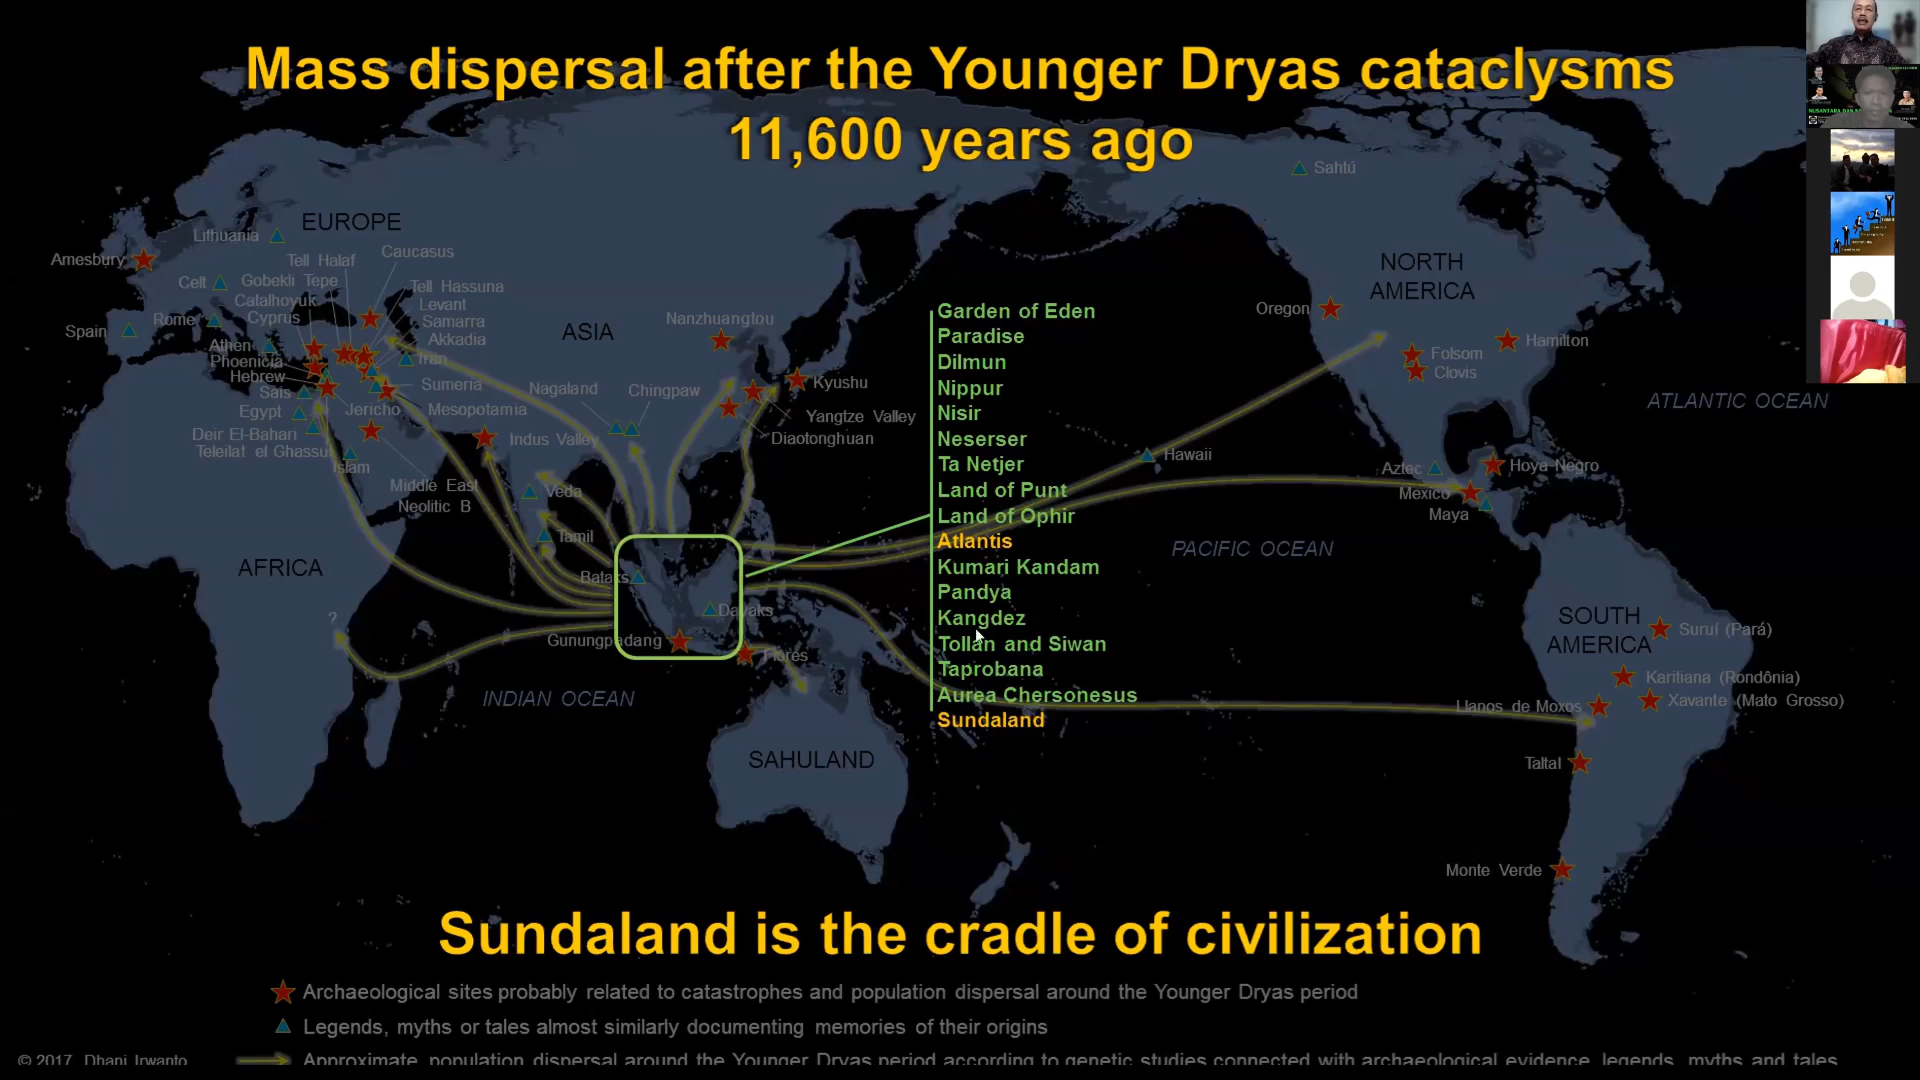 Mass dispersal after the Younger Dryas cataclysms
11,600 years ago
Sahtú
EUROPE
Lithuania
Caucasus
Amesbury
Tell Halaf
Celt
Gobekli Tepe
Tell Hassuna
Catalhoyuk
Levant
Cyprus
Samarra
Rome
Spain
Akkadia
Athen
Iran
Phoenicia
Hebrew
Sumeria
Sais
Egypt
Jericho
Mesopotamia
Deir El-Bahari
Teleilat el Ghassul
Islam
Middle East
Neolitic B
ASIA
Nanzhuangtou
Nagaland
Chingpaw
Kyushu
Yangtze Valley
Diaotonghuan
Indus Valley
Veda
Tamil
Bataks
Dayaks
Gunungpadang
Flores
AFRICA
?
INDIAN OCEAN
SAHULAND
Garden of Eden
Paradise
Dilmun
Nippur
Nisir
Neserser
Ta Netjer
Land of Punt
Land of Ophir
Atlantis
Kumari Kandam
Pandya
Kangdez
Tollan and Siwan
Taprobana
Aurea Chersonesus
Sundaland
NORTH
AMERICA
Oregon
Folsom
Clovis
Hamilton
ATLANTIC OCEAN
Hawaii
Aztec
Hoya Negro
Mexico
Maya
PACIFIC OCEAN
SOUTH
AMERICA
Suruí (Pará)
Karitiana (Rondônia)
Xavante (Mato Grosso)
Llanos de Moxos
Taltal
Monte Verde
Sundaland is the cradle of civilization
Archaeological sites probably related to catastrophes and population dispersal around the Younger Dryas period
Legends, myths or tales almost similarly documenting memories of their origins
© 2017 Dhani Irwanto
Approximate population dispersal around the Younger Dryas period according to genetic studies connected with archaeological evidence, legends, myths and tales